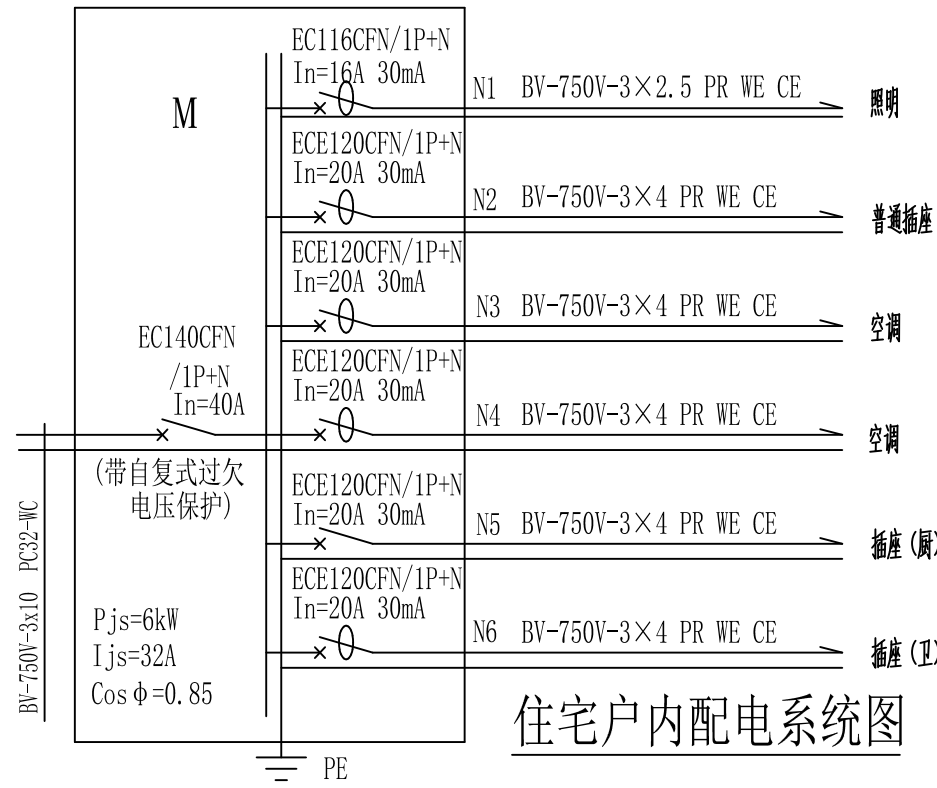 EC116CFN/1P+N
In=16A 30mA
N1 BV-750V-3×2.5 PR WE CE
照明
M
ECE120CFN/1P+N
In=20A 30mA
N2 BV-750V-3×4 PR WE CE
普通插座
ECE120CFN/1P+N
In=20A 30mA
N3 BV-750V-3×4 PR WE CE
空调
EC140CFN
/1P+N
In=40A
ECE120CFN/1P+N
In=20A 30mA
N4 BV-750V-3×4 PR WE CE
空调
(带自复式过欠
电压保护)
ECE120CFN/1P+N
In=20A 30mA
N5 BV-750V-3×4 PR WE CE
插座(厨)
BV-750V-3x10 PC32-WC
ECE120CFN/1P+N
In=20A 30mA
N6 BV-750V-3×4 PR WE CE
插座(卫)
Pjs=6kW
Ijs=32A
Cosφ=0.85
住宅户内配电系统图
PE